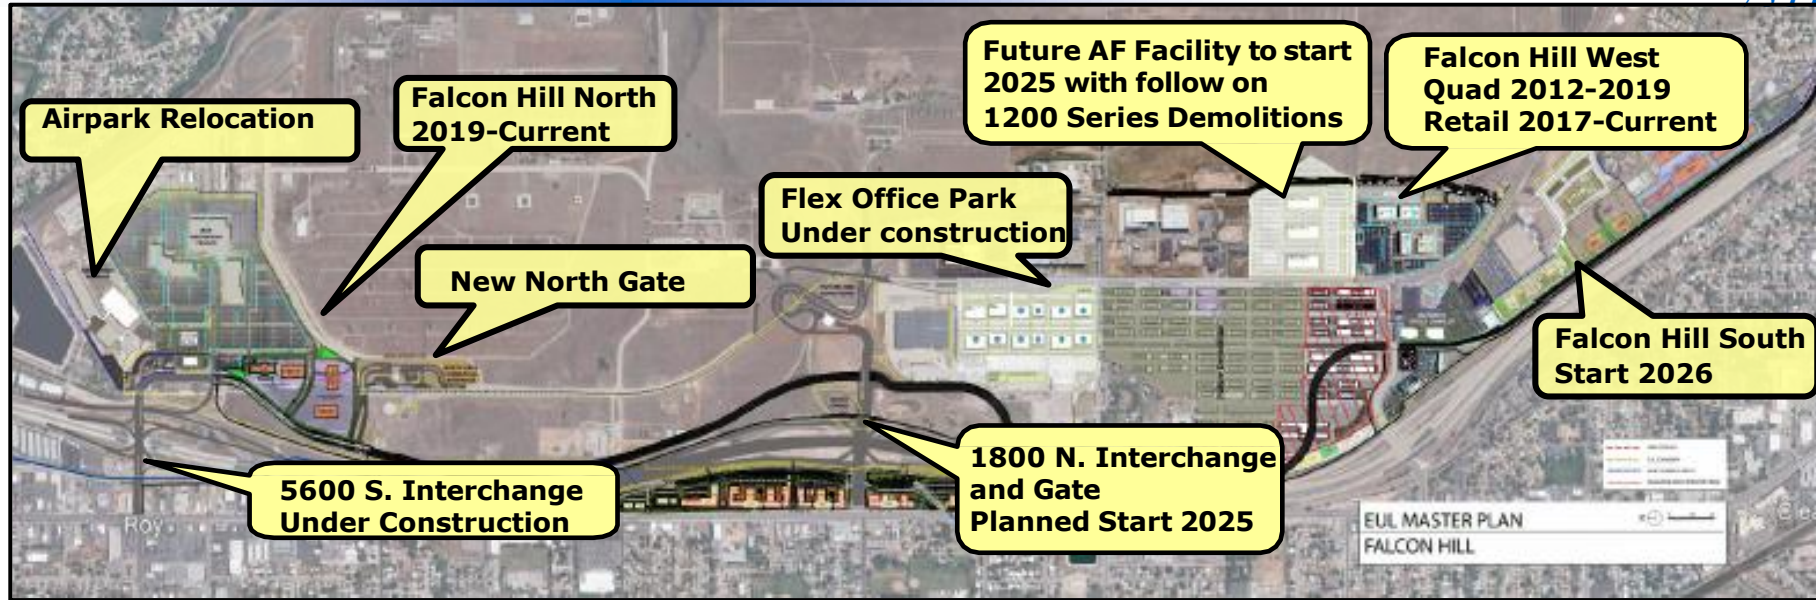 Airpark Relocation
Falcon Hill North
2019-Current
Future AF Facility to start
2025 with follow on
1200 Series Demolitions
Falcon Hill West
Quad 2012-2019
Retail 2017-Current
Flex Office Park
Under construction
New North Gate
Falcon Hill South
Start 2026
5600 S. Interchange
Under Construction
1800 N. Interchange
and Gate
Planned Start 2025
Roy
EUL MASTER PLAN
FALCON HILL